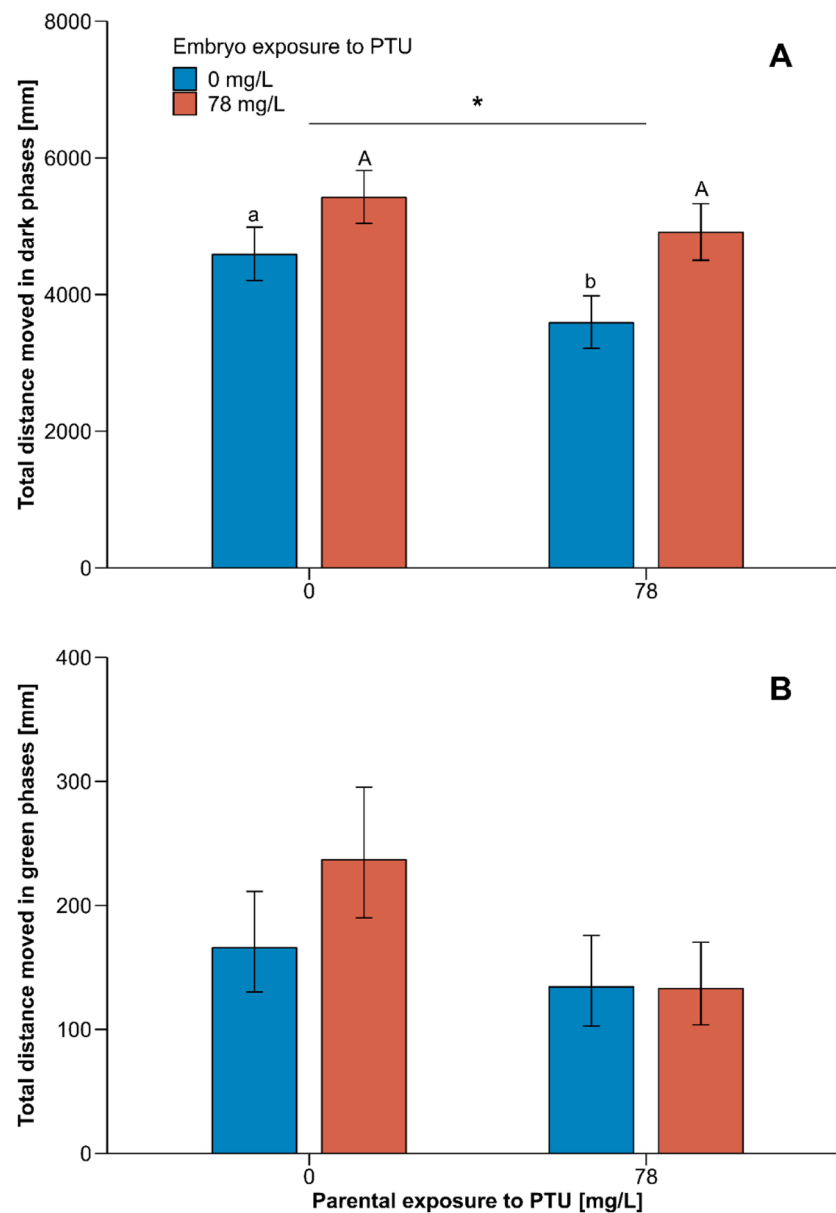 Total distance moved in dark phases [mm]
8000
6000
4000
2000
0
Embryo exposure to PTU
0 mg/L
78 mg/L
A
*
a
A
b
A
0
78
Total distance moved in green phases [mm]
400
300
200
100
0
B
0
78
Parental exposure to PTU [mg/L]